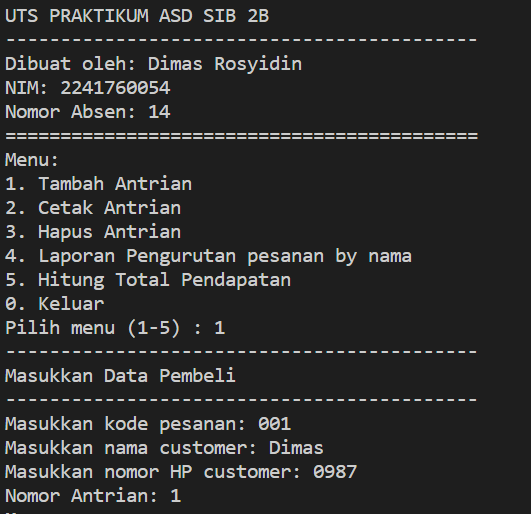 UTS PRAKTIKUM ASD SIB 2B
-------------------------------------------
Dibuat oleh: Dimas Rosyidin
NIM: 2241760054
Nomor Absen: 14
===========================================
Menu:
1. Tambah Antrian
2. Cetak Antrian
3. Hapus Antrian
4. Laporan Pengurutan pesanan by nama
5. Hitung Total Pendapatan
0. Keluar
Pilih menu (1-5) : 1
-------------------------------------------
Masukkan Data Pembeli
-------------------------------------------
Masukkan kode pesanan: 001
Masukkan nama customer: Dimas
Masukkan nomor HP customer: 0987
Nomor Antrian: 1